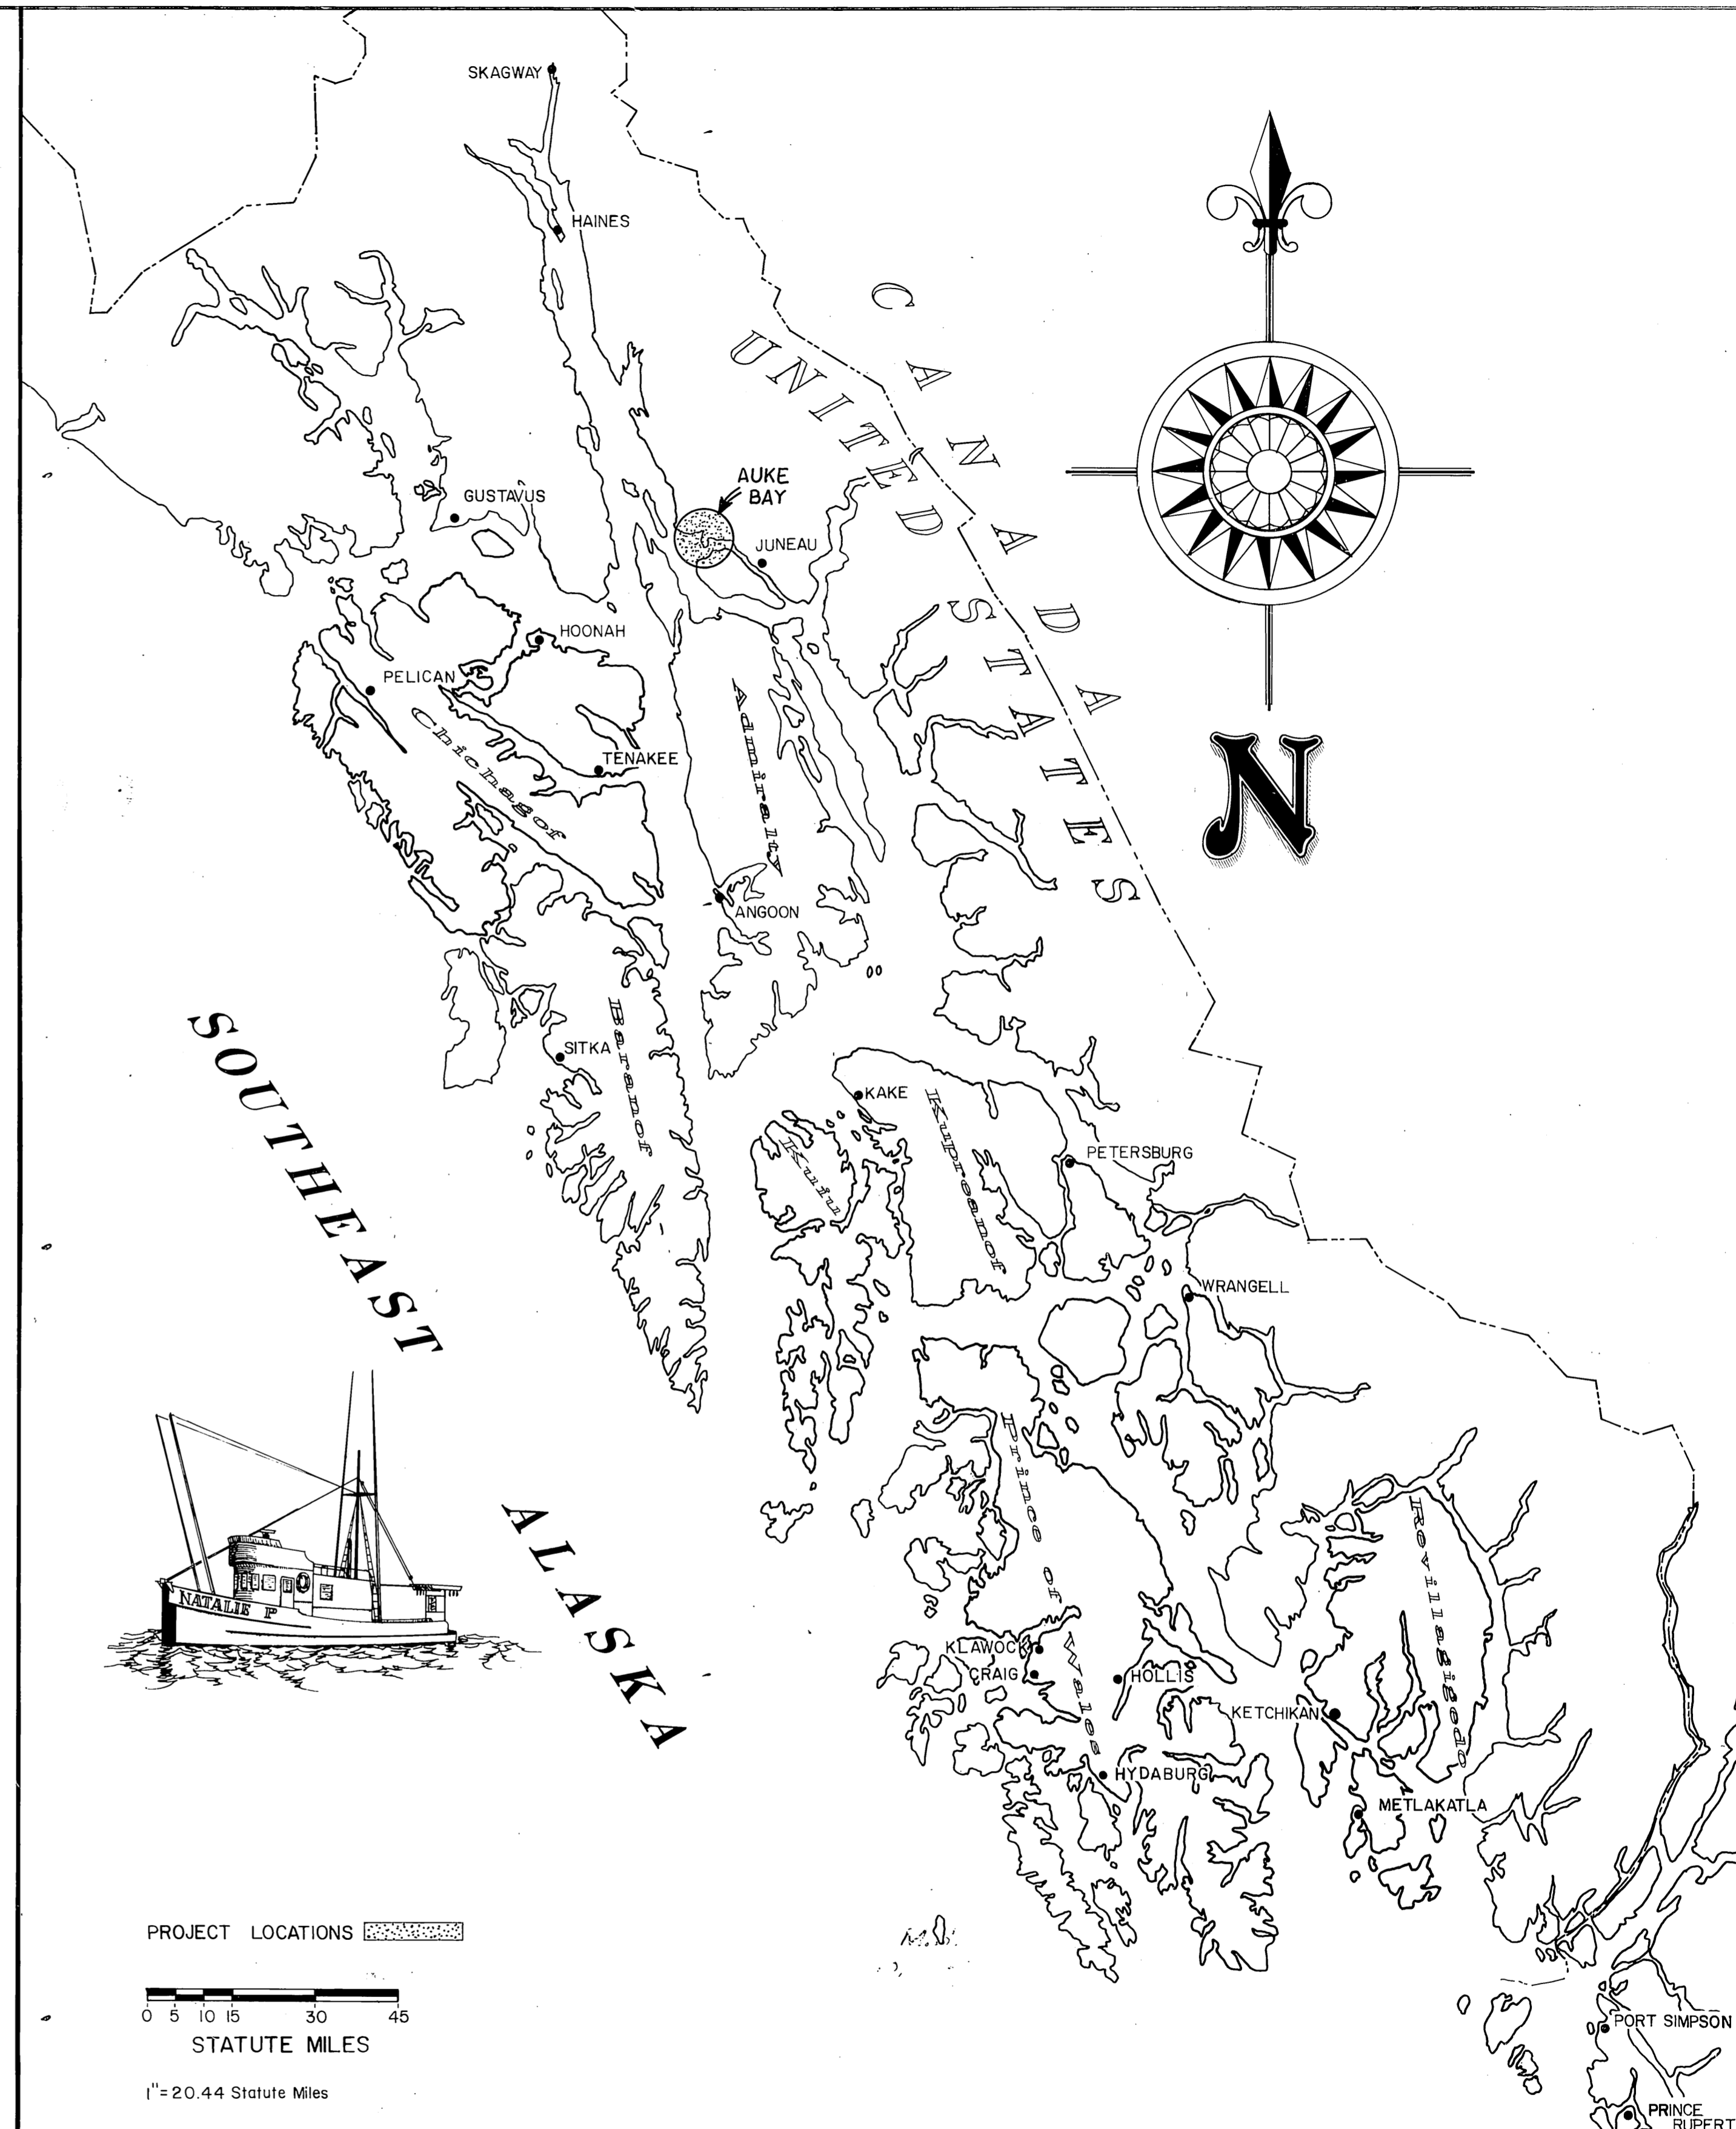 SKAGWAY
HAINES
CANADA
UNITED STATES
AUKE
BAY
GUSTAVUS
JUNEAU
HOONAH
PELICAN
Chichagof
Admiralty
TENAKEE
N
ANGOON
SITKA
Baranof
KAKE
Kuiu
Kupreanof
PETERSBURG
WRANGELL
SOUTHEAST
ALASKA
NATALIE P
Prince of Wales
Revillagigedo
KLAWOCK
CRAIG
HOLLIS
KETCHIKAN
HYDABURG
METLAKATLA
PROJECT LOCATIONS
0 5 10 15 30 45
STATUTE MILES
1"=20.44 Statute Miles
PORT SIMPSON
PRINCE
RUPERT